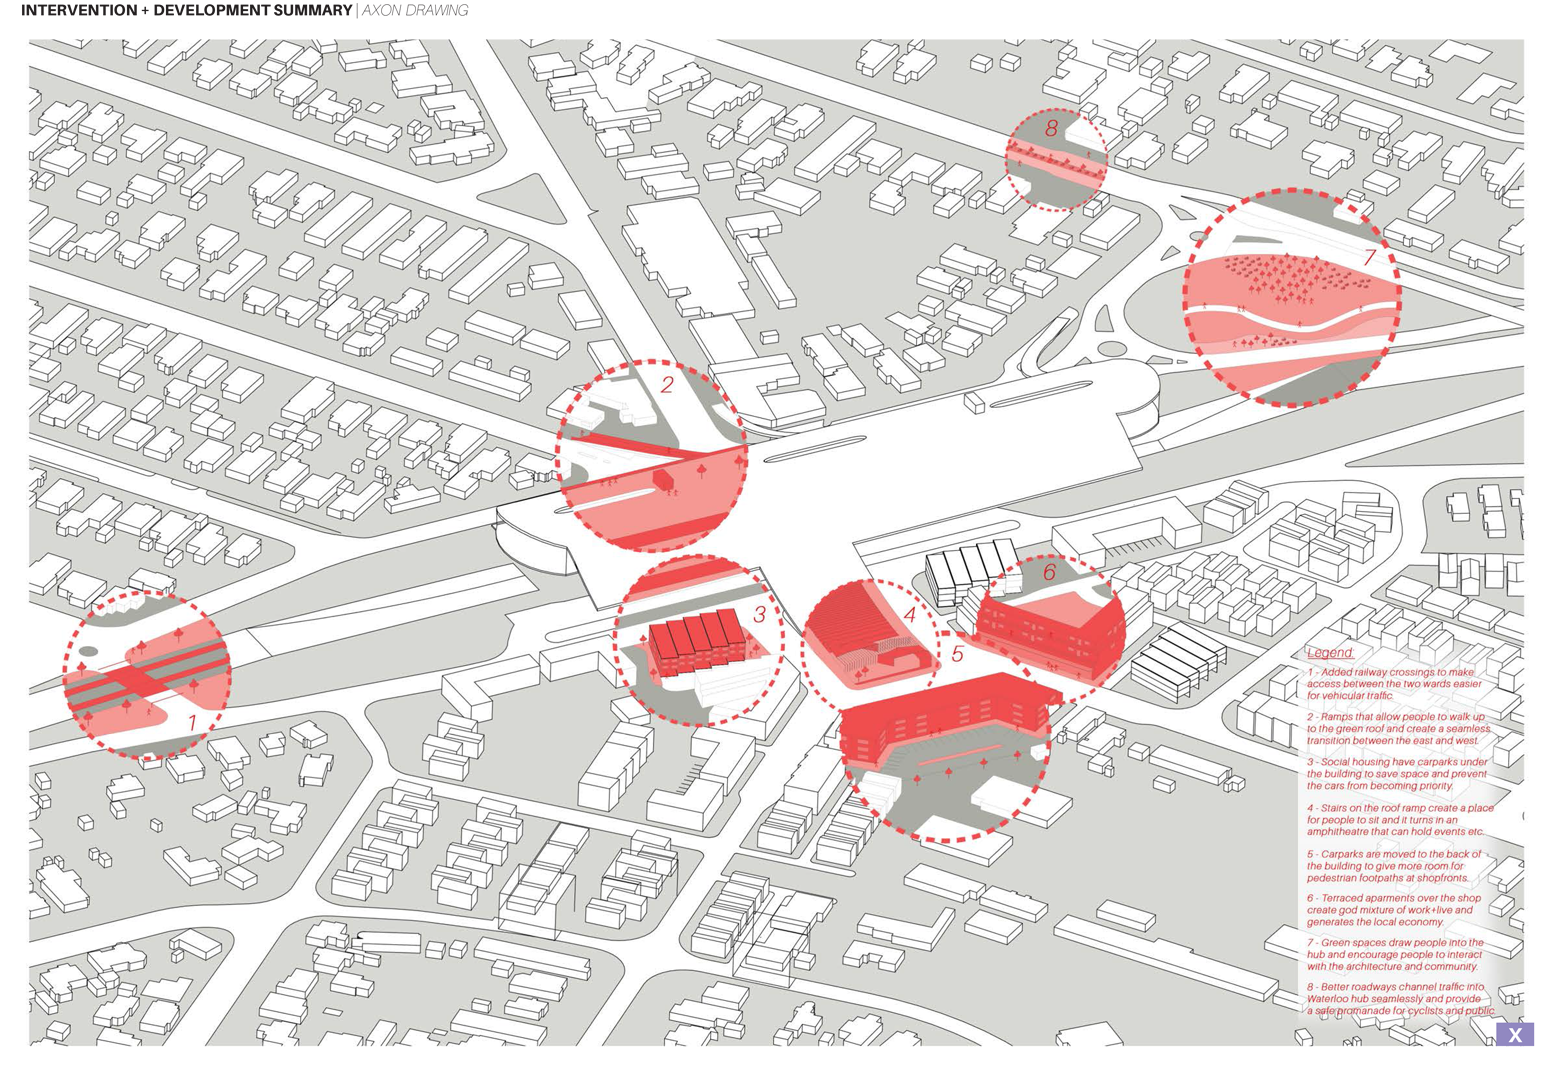 INTERVENTION + DEVELOPMENT SUMMARY | AXON DRAWING
8
7
2
6
3
4
5
1
Legend:
1 - Added railway crossings to make
access between the two wards easier
for vehicular traffic.
2 - Ramps that allow people to walk up
to the green roof and create a seamless
transition between the east and west.
3 - Social housing have carparks under
the building to save space and prevent
the cars from becoming priority.
4 - Stairs on the roof ramp create a place
for people to sit and it turns in an
amphitheatre that can hold events etc.
5 - Carparks are moved to the back of
the building to give more room for
pedestrian footpaths at shopfronts.
6 - Terraced aparments over the shop
create god mixture of work+live and
generates the local economy.
7 - Green spaces draw people into the
hub and encourage people to interact
with the architecture and community.
8 - Better roadways channel traffic into
Waterloo hub seamlessly and provide
a safe promanade for cyclists and public.
X